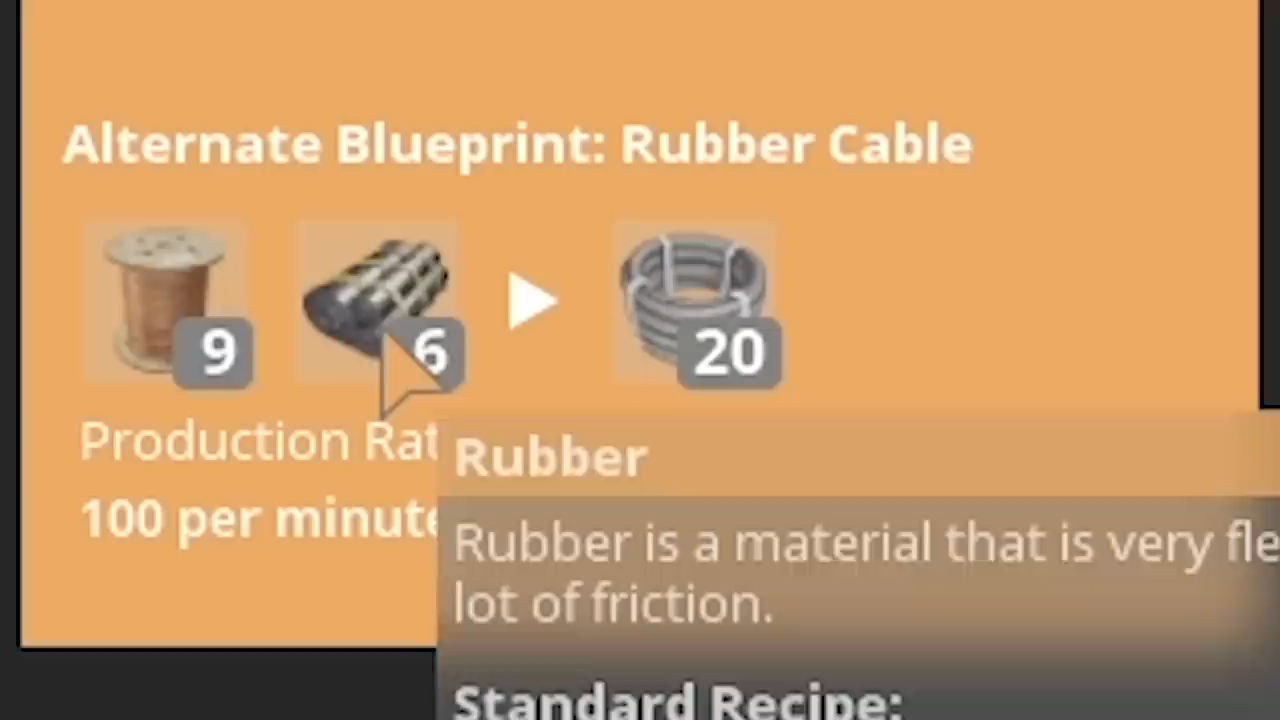 Alternate Blueprint: Rubber Cable
9 6 20
Production Rat
100 per minute
Rubber
Rubber is a material that is very fle
lot of friction.
Standard Recipe: